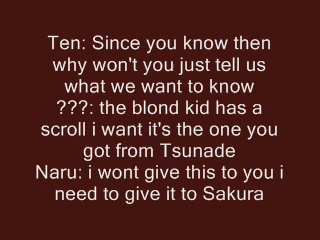 Ten: Since you know then
why won't you just tell us
what we want to know
???: the blond kid has a
scroll i want it's the one you
got from Tsunade
Naru: i wont give this to you i
need to give it to Sakura